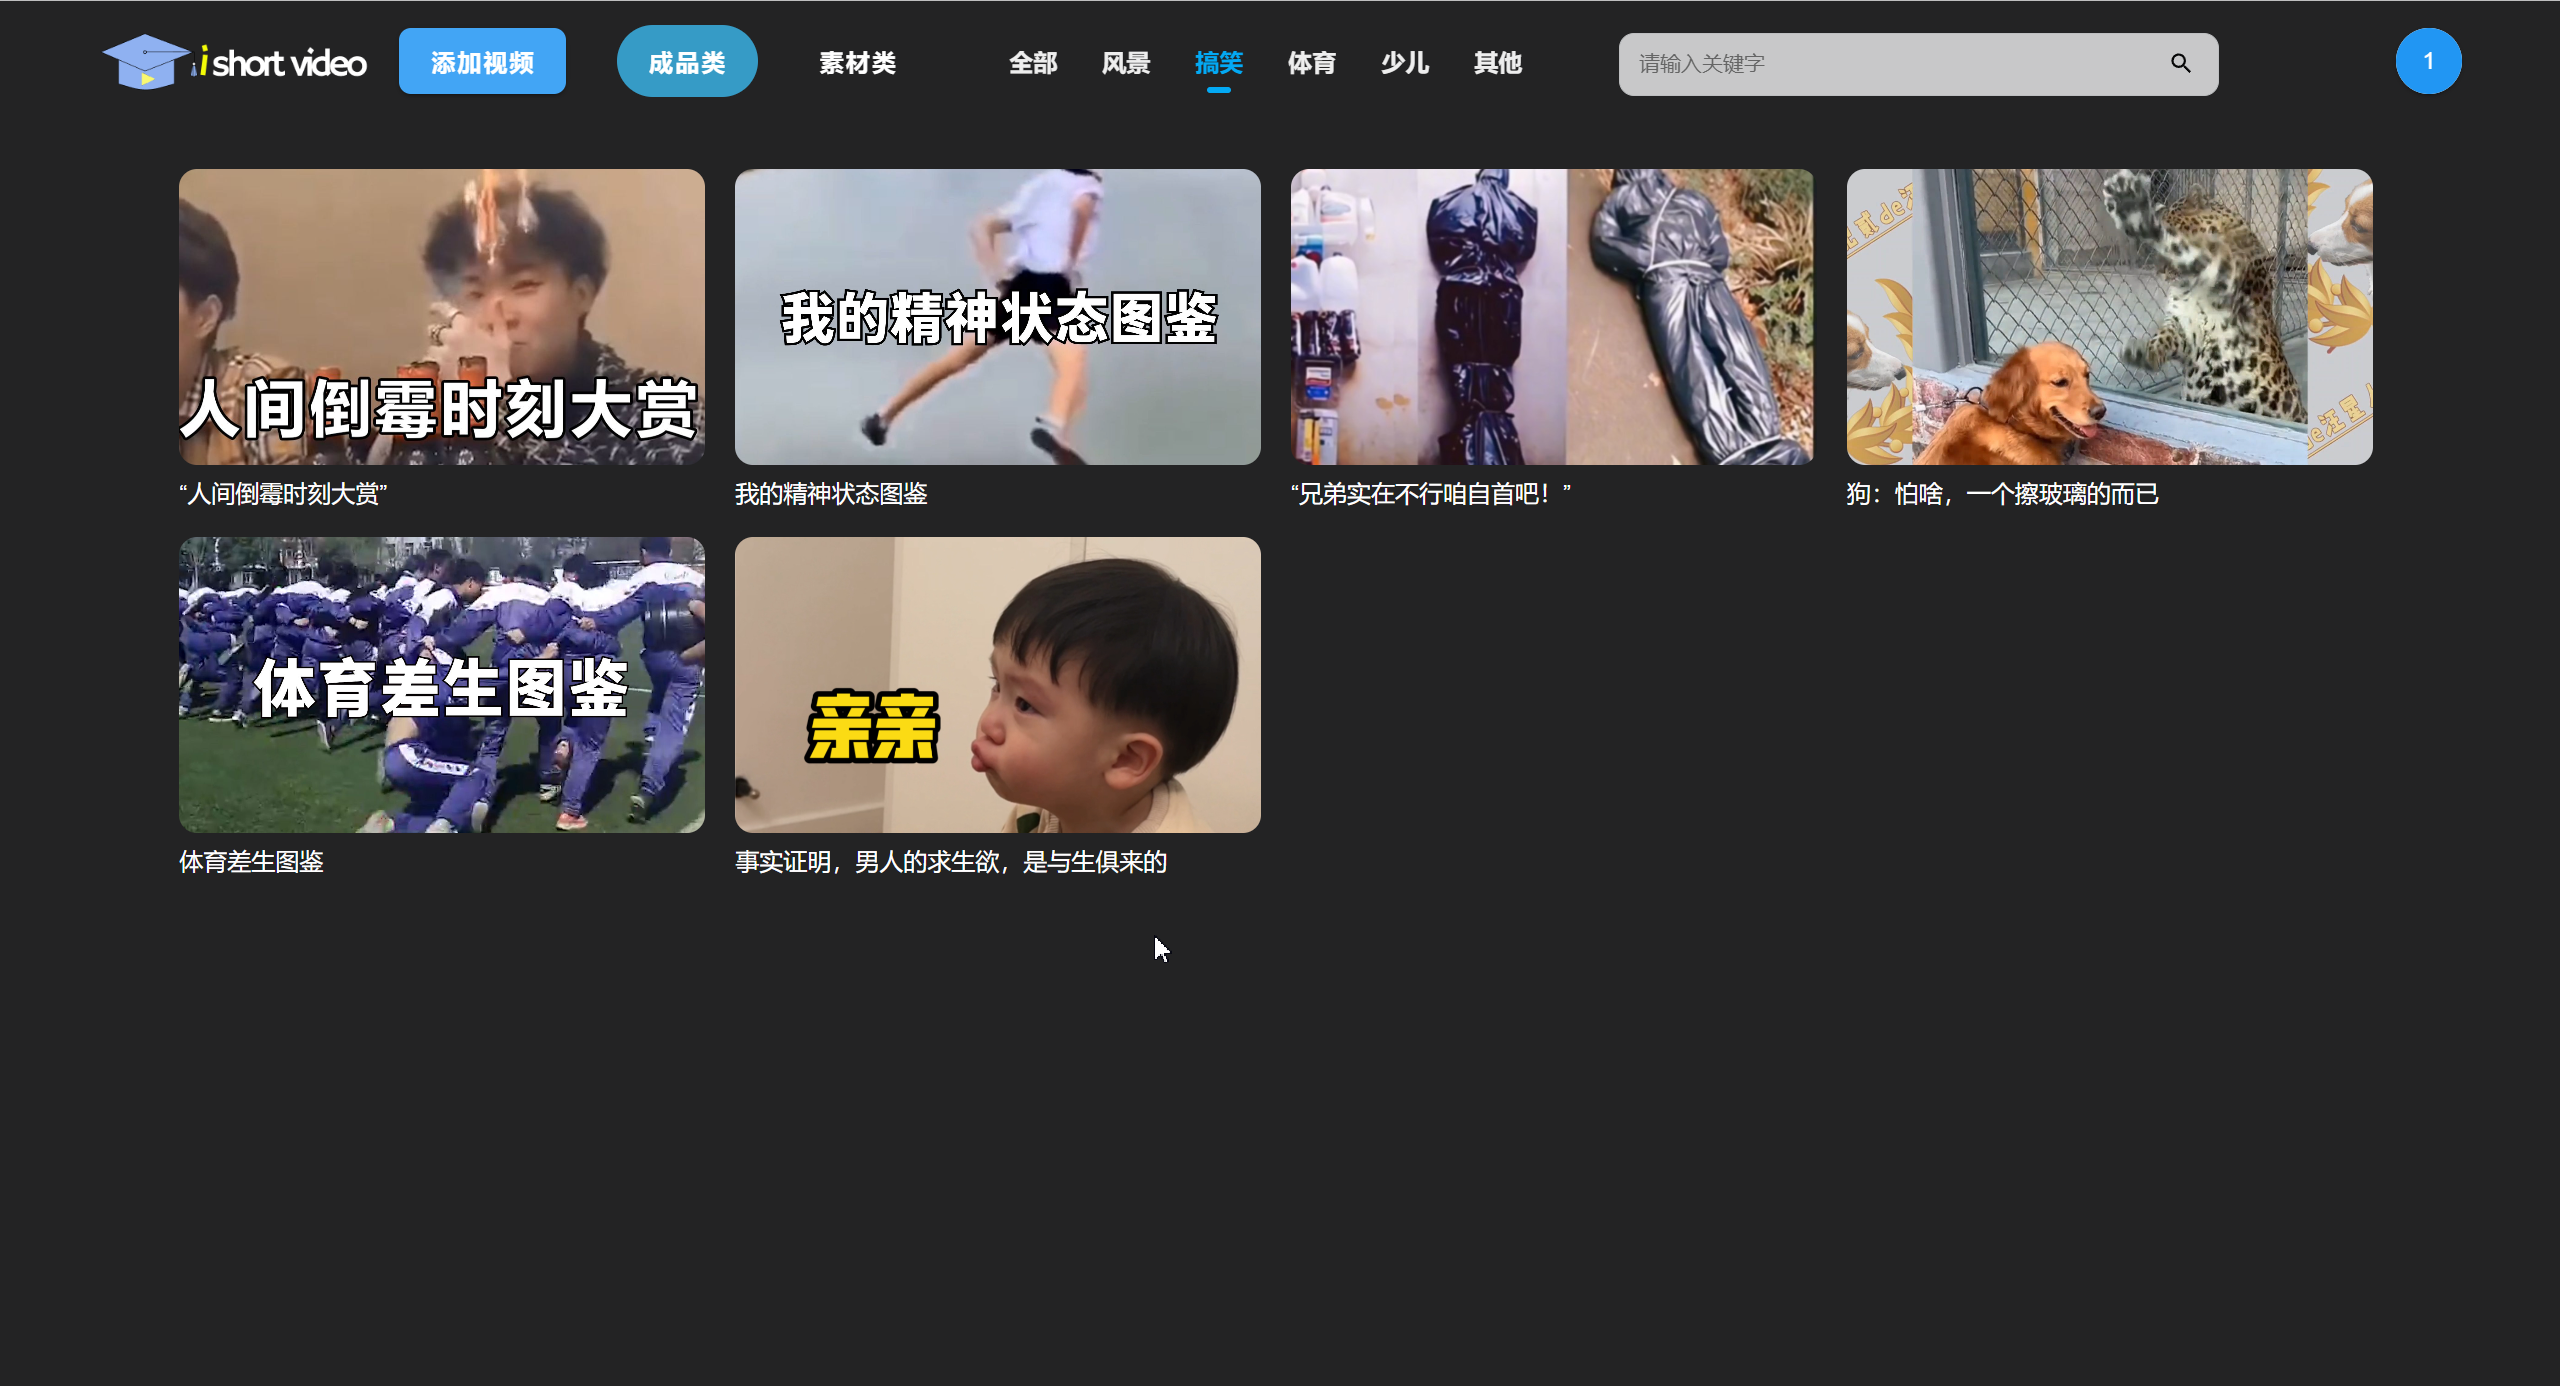 i short video
添加视频
成品类
素材类
全部
风景
搞笑
体育
少儿
其他
请输入关键字
1
人间倒霉时刻大赏
我的精神状态图鉴
“人间倒霉时刻大赏”
我的精神状态图鉴
“兄弟实在不行咱自首吧！”
狗：怕啥，一个擦玻璃的而已
体育差生图鉴
亲亲
体育差生图鉴
事实证明，男人的求生欲，是与生俱来的